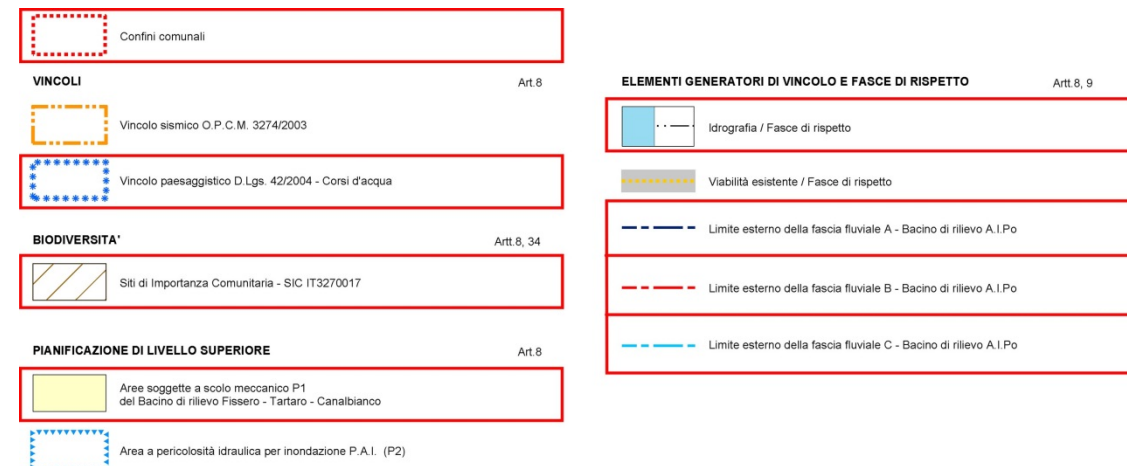 Confini comunali
VINCOLI Art.8
Vincolo sismico O.P.C.M. 3274/2003
Vincolo paesaggistico D.Lgs. 42/2004 - Corsi d'acqua
BIODIVERSITA' Artt.8, 34
Siti di Importanza Comunitaria - SIC IT3270017
PIANIFICAZIONE DI LIVELLO SUPERIORE Art.8
Aree soggette a scolo meccanico P1
del Bacino di rilievo Fissero - Tartaro - Canalbianco
Area a pericolosità idraulica per inondazione P.A.I. (P2)
ELEMENTI GENERATORI DI VINCOLO E FASCE DI RISPETTO Artt.8, 9
Idrografia / Fasce di rispetto
Viabilità esistente / Fasce di rispetto
Limite esterno della fascia fluviale A - Bacino di rilievo A.I.Po
Limite esterno della fascia fluviale B - Bacino di rilievo A.I.Po
Limite esterno della fascia fluviale C - Bacino di rilievo A.I.Po